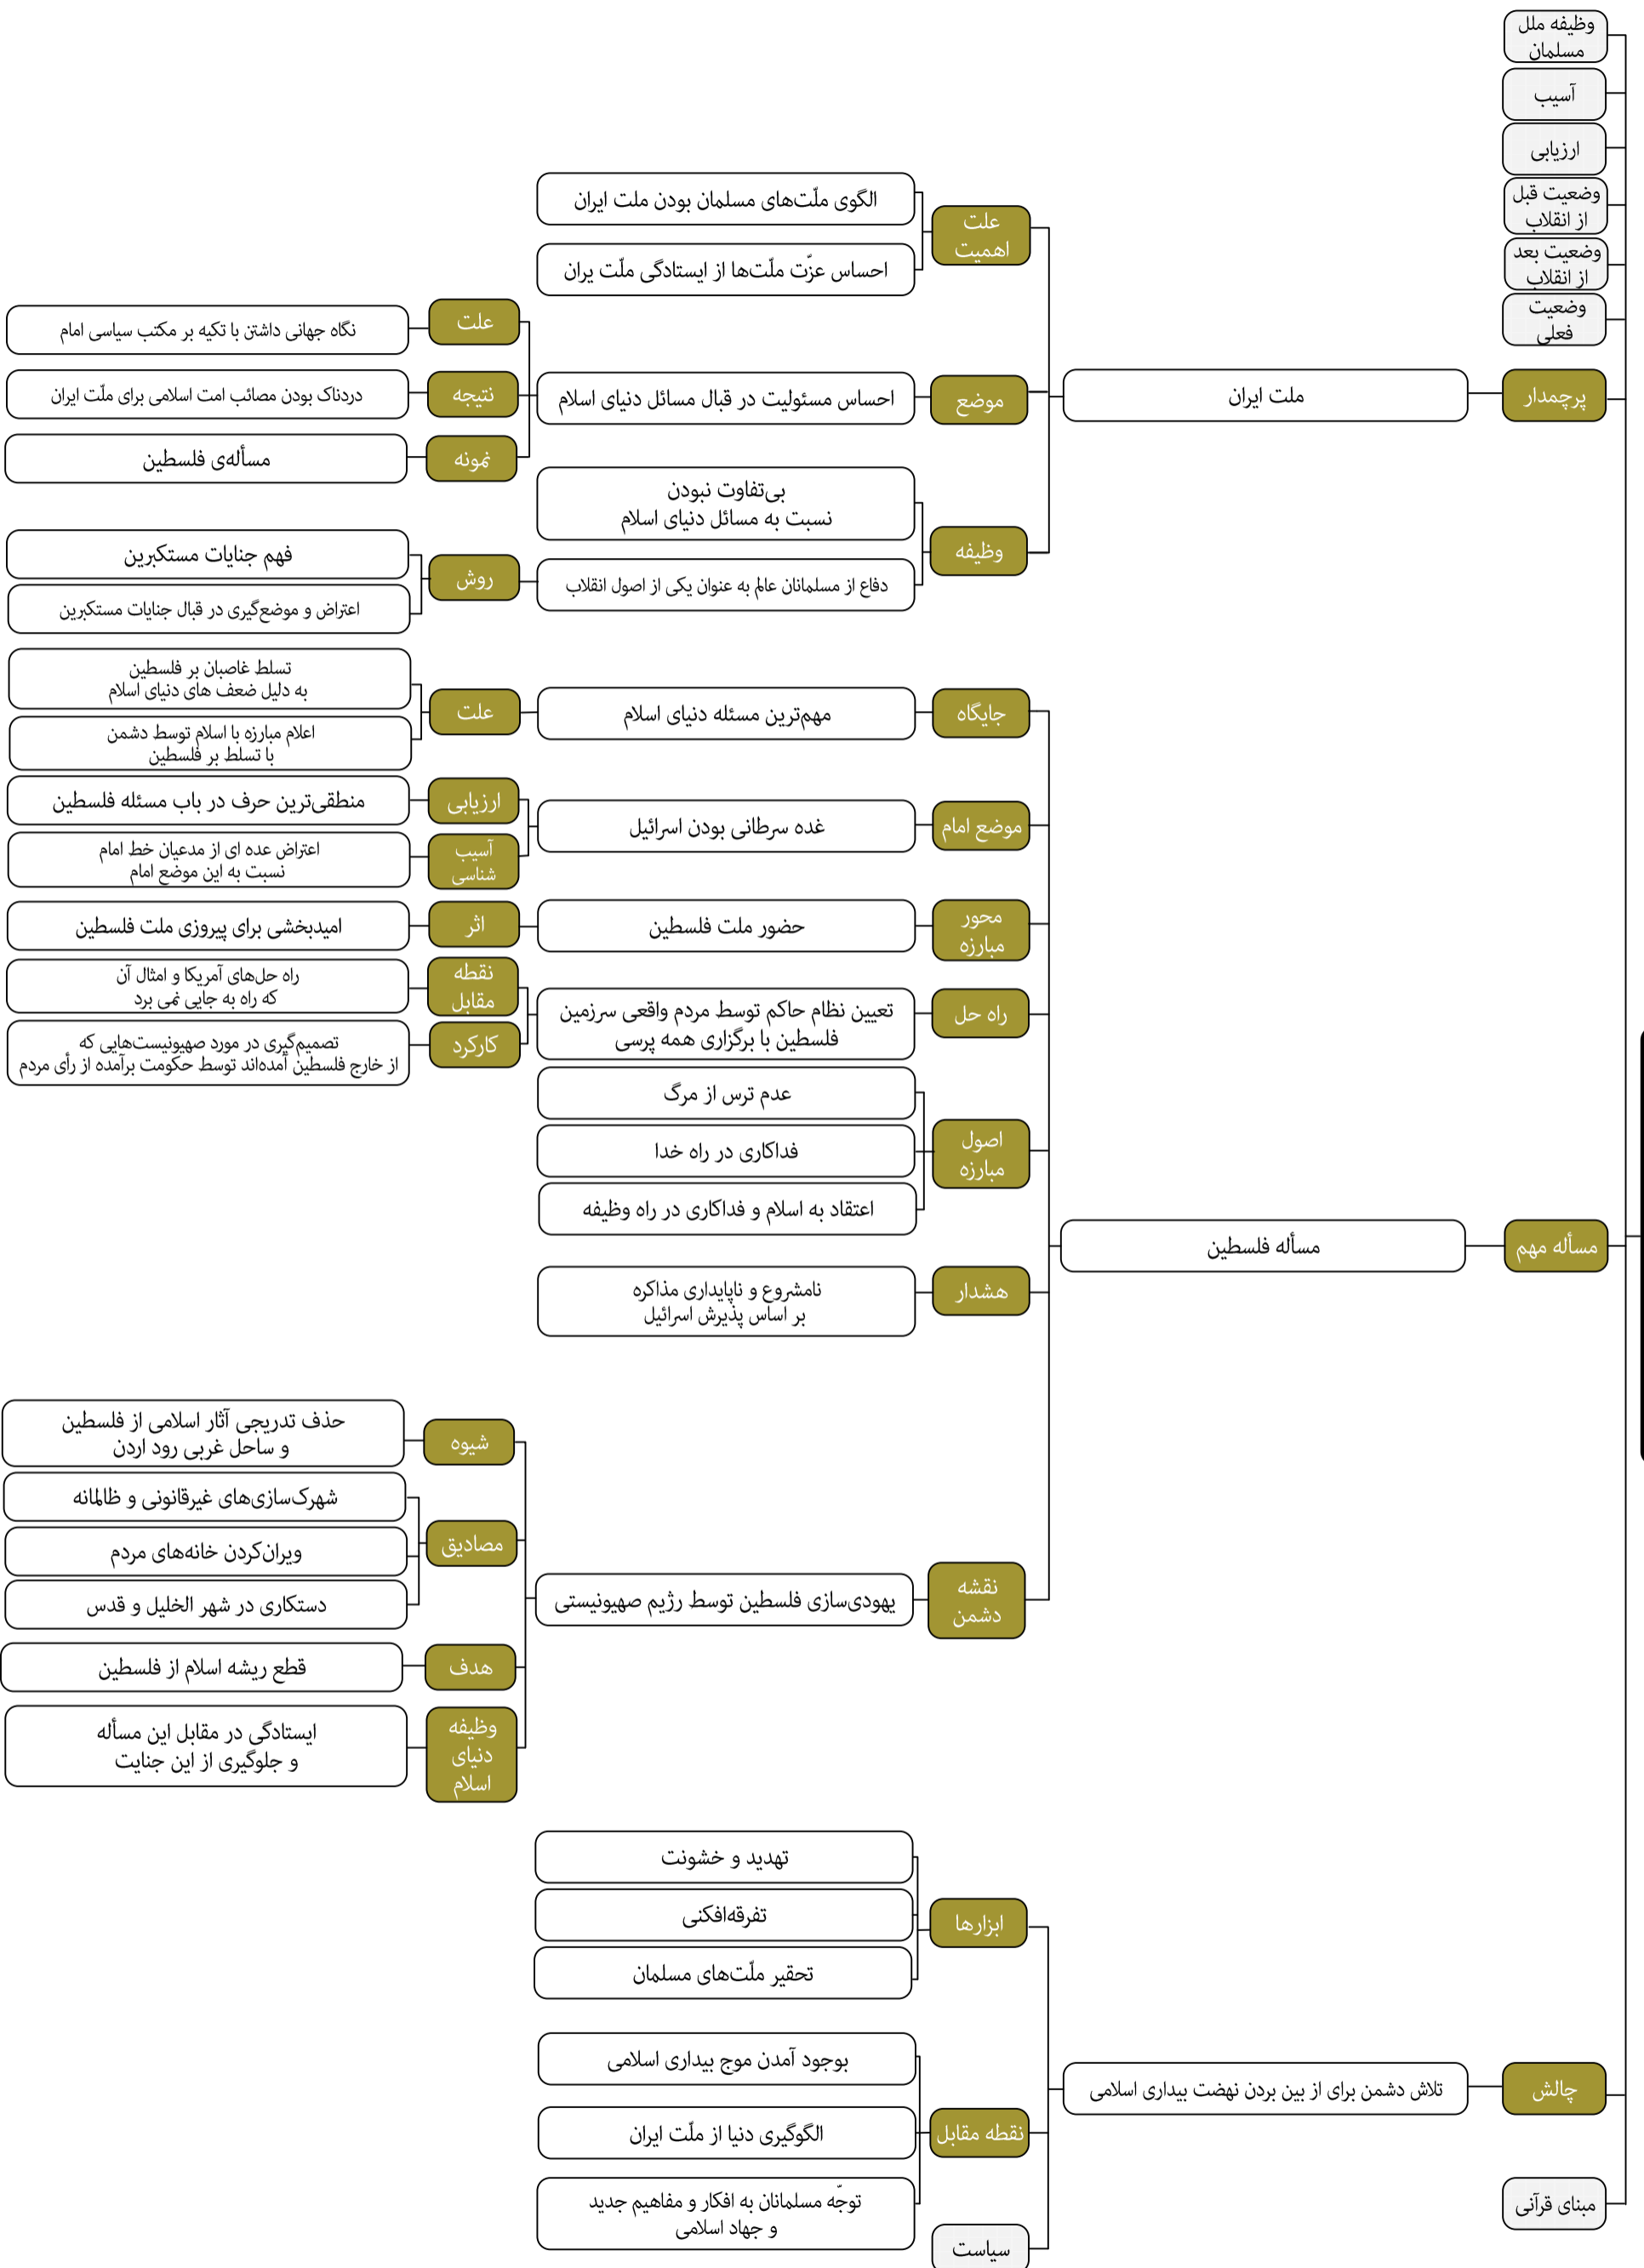 وظیفه ملل
مسلمان
آسیب
ارزیابی
وضعیت قبل
از انقلاب
وضعیت بعد
از انقلاب
وضعیت
فعلی
پرچمدار
ملت ایران
علت
اهمیت
الگوی ملّت‌های مسلمان بودن ملت ایران
احساس عزّت ملّت‌ها از ایستادگی ملّت یران
موضع
احساس مسئولیت در قبال مسائل دنیای اسلام
علت
نگاه جهانی داشتن با تکیه بر مکتب سیاسی امام
نتیجه
دردناک بودن مصائب امت اسلامی برای ملّت ایران
نمونه
مسأله‌ی فلسطین
وظیفه
بی‌تفاوت نبودن
نسبت به مسائل دنیای اسلام
دفاع از مسلمانان عالم به عنوان یکی از اصول انقلاب
روش
فهم جنایات مستکبرین
اعتراض و موضع‌گیری در قبال جنایات مستکبرین
مسأله مهم
مسأله فلسطین
جایگاه
مهم‌ترین مسئله دنیای اسلام
علت
تسلط غاصبان بر فلسطین
به دلیل ضعف های دنیای اسلام
اعلام مبارزه با اسلام توسط دشمن
با تسلط بر فلسطین
موضع امام
غده سرطانی بودن اسرائیل
ارزیابی
منطقی‌ترین حرف در باب مسئله فلسطین
آسیب
شناسی
اعتراض عده ای از مدعیان خط امام
نسبت به این موضع امام
محور
مبارزه
حضور ملت فلسطین
اثر
امیدبخشی برای پیروزی ملت فلسطین
راه حل
تعیین نظام حاکم توسط مردم واقعی سرزمین
فلسطین با برگزاری همه پرسی
نقطه
مقابل
راه حل‌های آمریکا و امثال آن
که راه به جایی نمی برد
کارکرد
تصمیم‌گیری در مورد صهیونیست‌هایی که
از خارج فلسطین آمده‌اند توسط حکومت برآمده از رأی مردم
اصول
مبارزه
عدم ترس از مرگ
فداکاری در راه خدا
اعتقاد به اسلام و فداکاری در راه وظیفه
هشدار
نامشروع و ناپایداری مذاکره
بر اساس پذیرش اسرائیل
نقشه
دشمن
یهودی‌سازی فلسطین توسط رژیم صهیونیستی
شیوه
حذف تدریجی آثار اسلامی از فلسطین
و ساحل غربی رود اردن
مصادیق
شهرک‌سازی‌های غیرقانونی و ظالمانه
ویران‌کردن خانه‌های مردم
دستکاری در شهر الخلیل و قدس
هدف
قطع ریشه اسلام از فلسطین
وظیفه
دنیای
اسلام
ایستادگی در مقابل این مسأله
و جلوگیری از این جنایت
چالش
تلاش دشمن برای از بین بردن نهضت بیداری اسلامی
ابزارها
تهدید و خشونت
تفرقه‌افکنی
تحقیر ملّت‌های مسلمان
نقطه مقابل
بوجود آمدن موج بیداری اسلامی
الگوگیری دنیا از ملّت ایران
توجّه مسلمانان به افکار و مفاهیم جدید
و جهاد اسلامی
سیاست
مبنای قرآنی